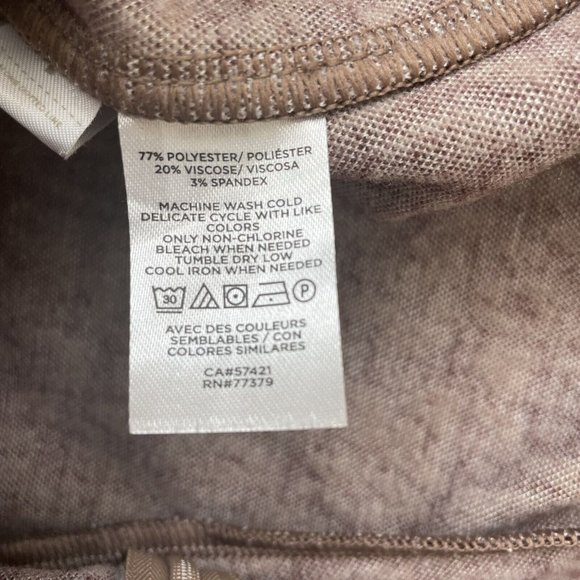 77% POLYESTER/ POLIÉSTER
20% VISCOSE/ VISCOSA
3% SPANDEX
MACHINE WASH COLD
DELICATE CYCLE WITH LIKE
COLORS
ONLY NON-CHLORINE
BLEACH WHEN NEEDED
TUMBLE DRY LOW
COOL IRON WHEN NEEDED
30 P
AVEC DES COULEURS
SEMBLABLES / CON
COLORES SIMILARES
CA#57421
RN#77379